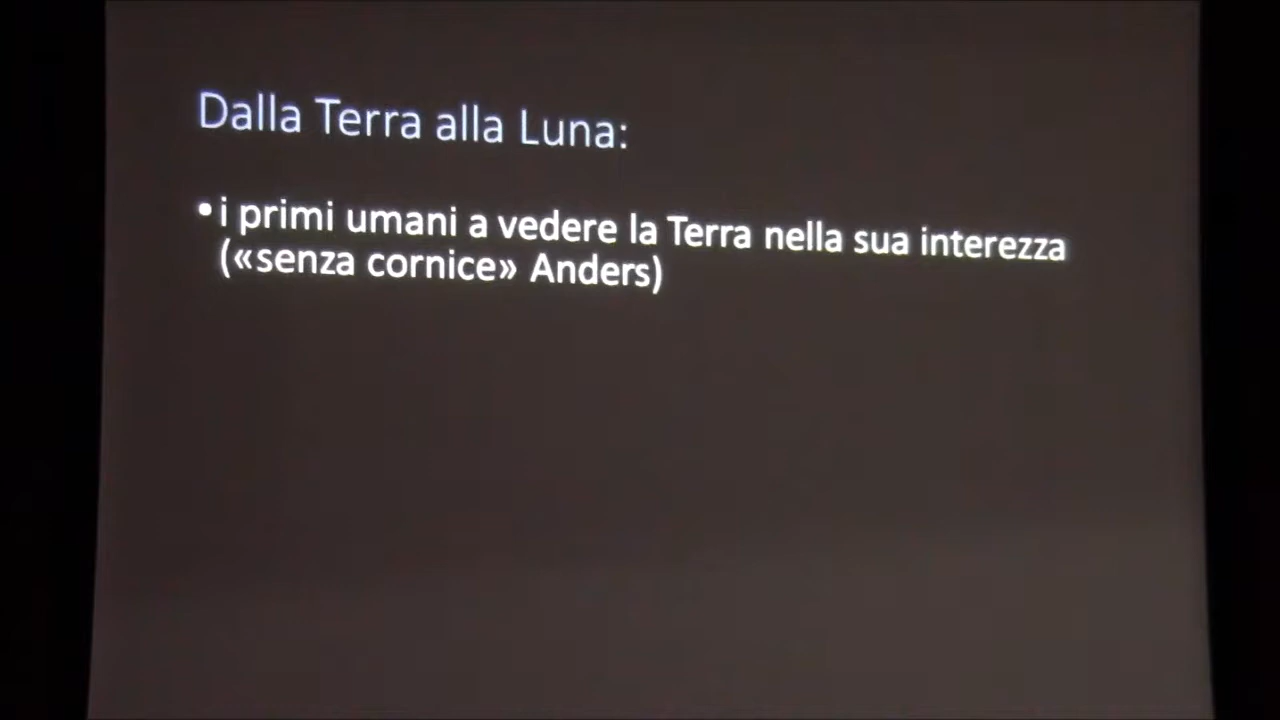 Dalla Terra alla Luna:
• i primi umani a vedere la Terra nella sua interezza
(«senza cornice» Anders)